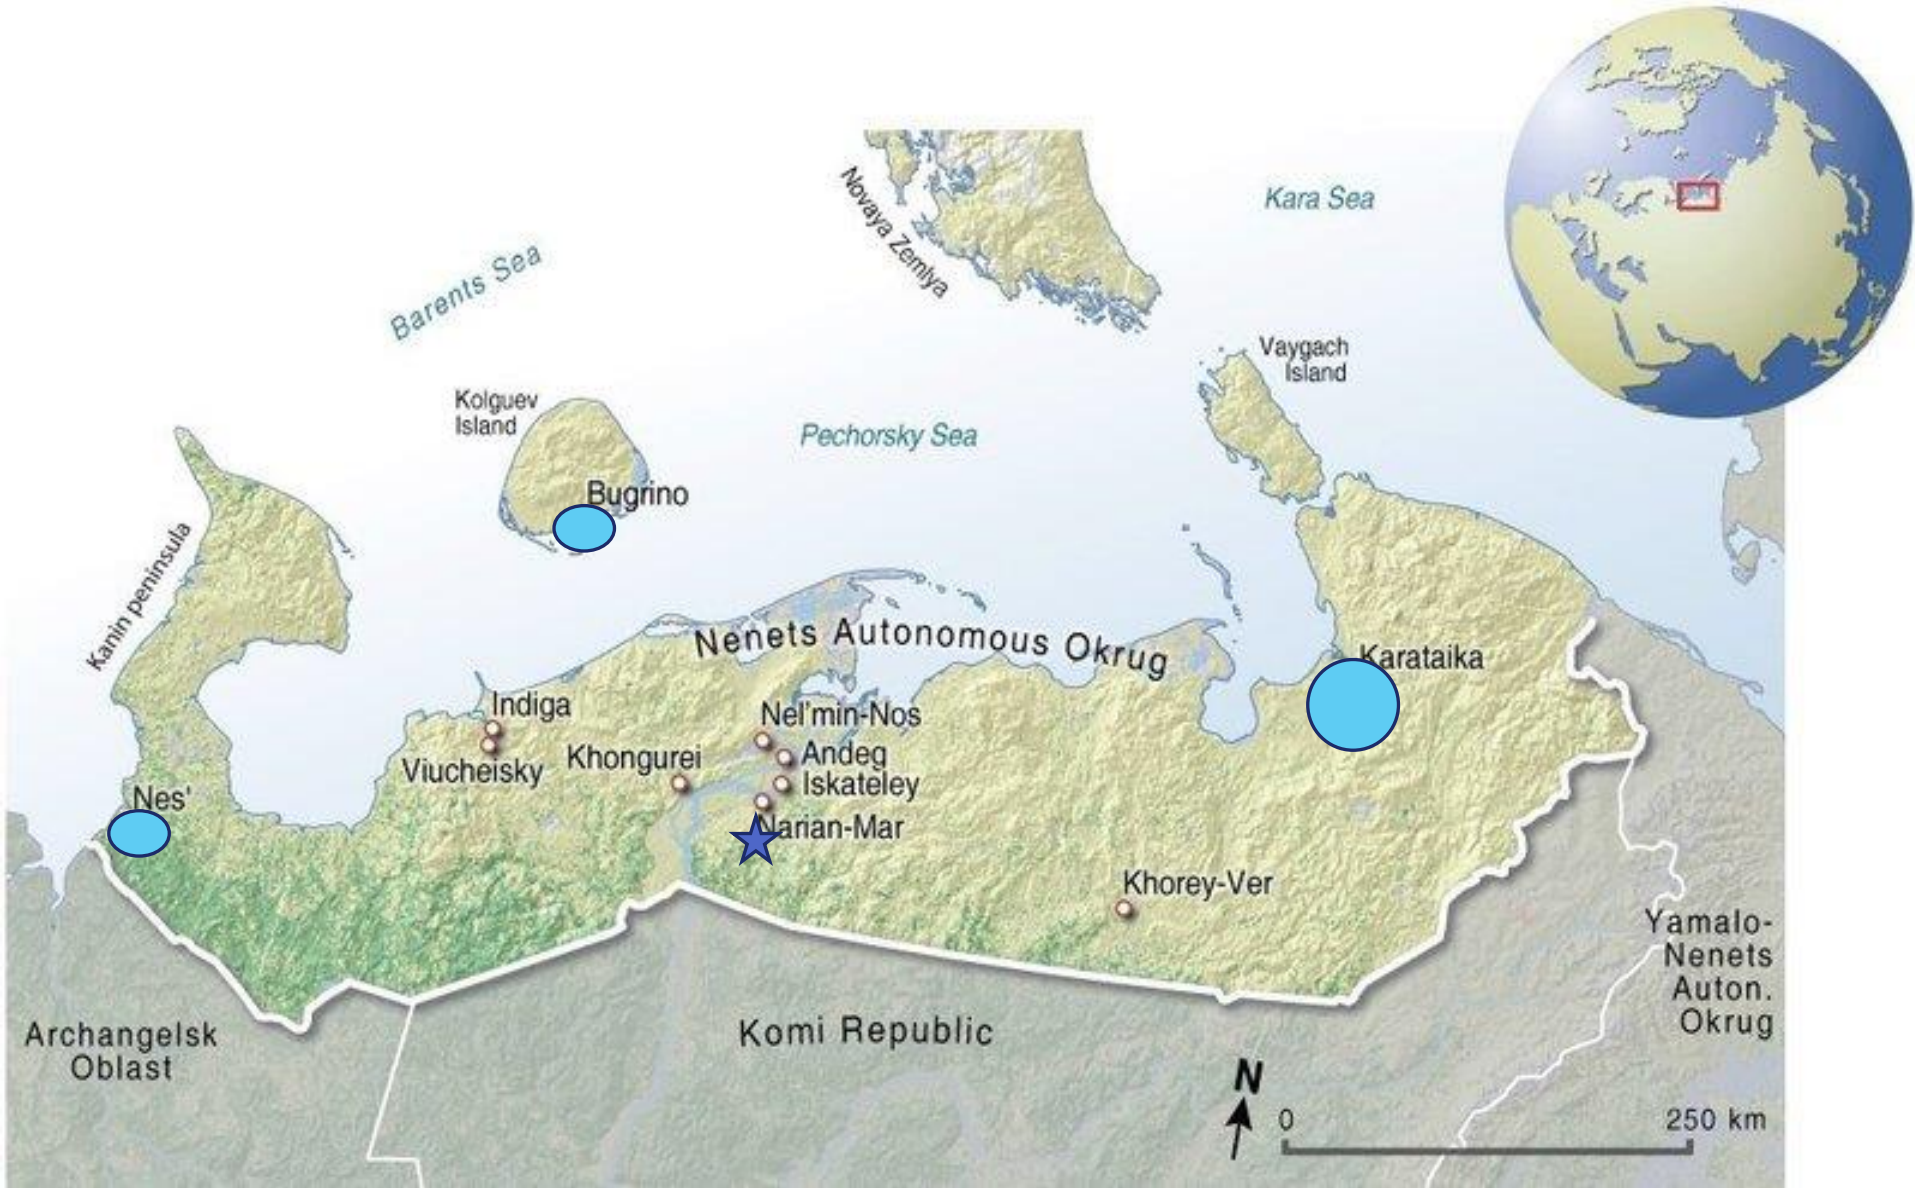 Novaya Zemlya
Kara Sea
Barents Sea
Vaygach
Island
Kolguev
Island
Pechorsky Sea
Bugrino
Kanin peninsula
Nenets Autonomous Okrug
Karataika
Indiga
Nel'min-Nos
Viucheisky
Khongurei
Andeg
Iskateley
Nes'
Narian-Mar
Khorey-Ver
Yamalo-
Nenets
Auton.
Okrug
Archangelsk
Oblast
Komi Republic
N
0
250 km